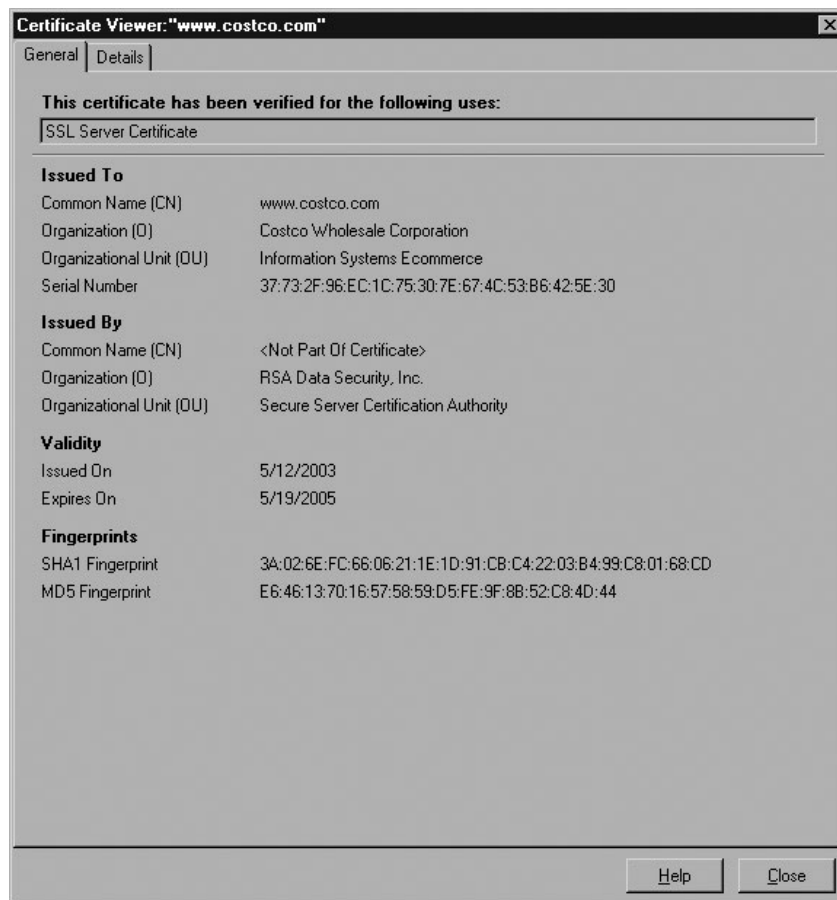 Certificate Viewer:"www.costco.com"
General Details
This certificate has been verified for the following uses:
SSL Server Certificate
Issued To
Common Name (CN) www.costco.com
Organization (O) Costco Wholesale Corporation
Organizational Unit (OU) Information Systems Ecommerce
Serial Number 37:73:2F:96:EC:1C:75:30:7E:67:4C:53:B6:42:5E:30
Issued By
Common Name (CN) <Not Part Of Certificate>
Organization (O) RSA Data Security, Inc.
Organizational Unit (OU) Secure Server Certification Authority
Validity
Issued On 5/12/2003
Expires On 5/19/2005
Fingerprints
SHA1 Fingerprint 3A:02:6E:FC:66:06:21:1E:1D:91:CB:C4:22:03:B4:99:C8:01:68:CD
MD5 Fingerprint E6:46:13:70:16:57:58:59:D5:FE:9F:8B:52:C8:4D:44
Help Close